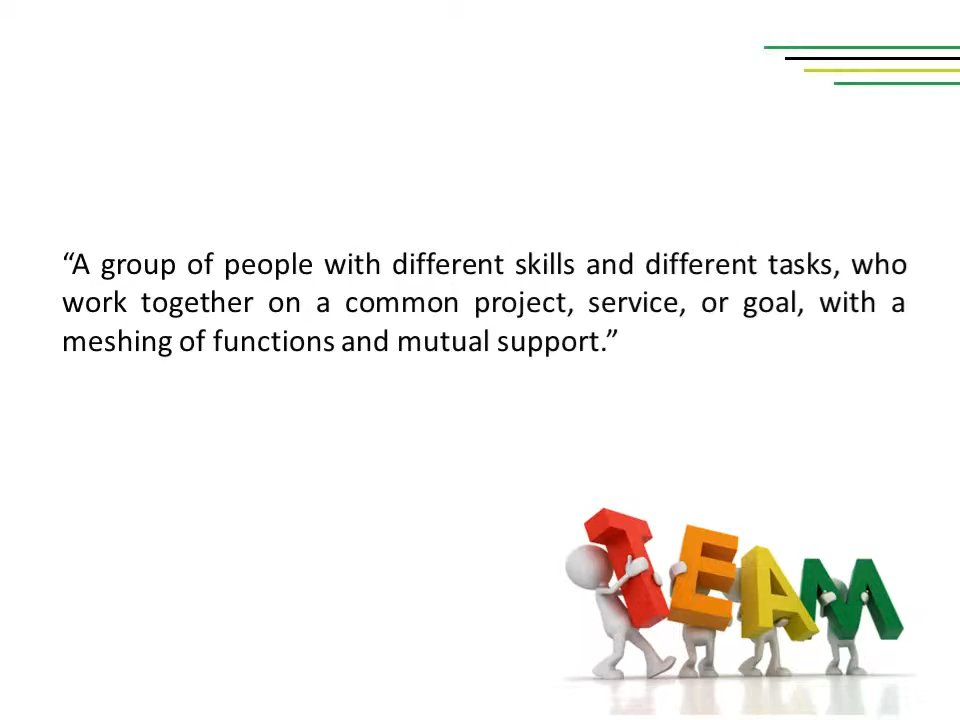 “A group of people with different skills and different tasks, who
work together on a common project, service, or goal, with a
meshing of functions and mutual support.”
TEAM